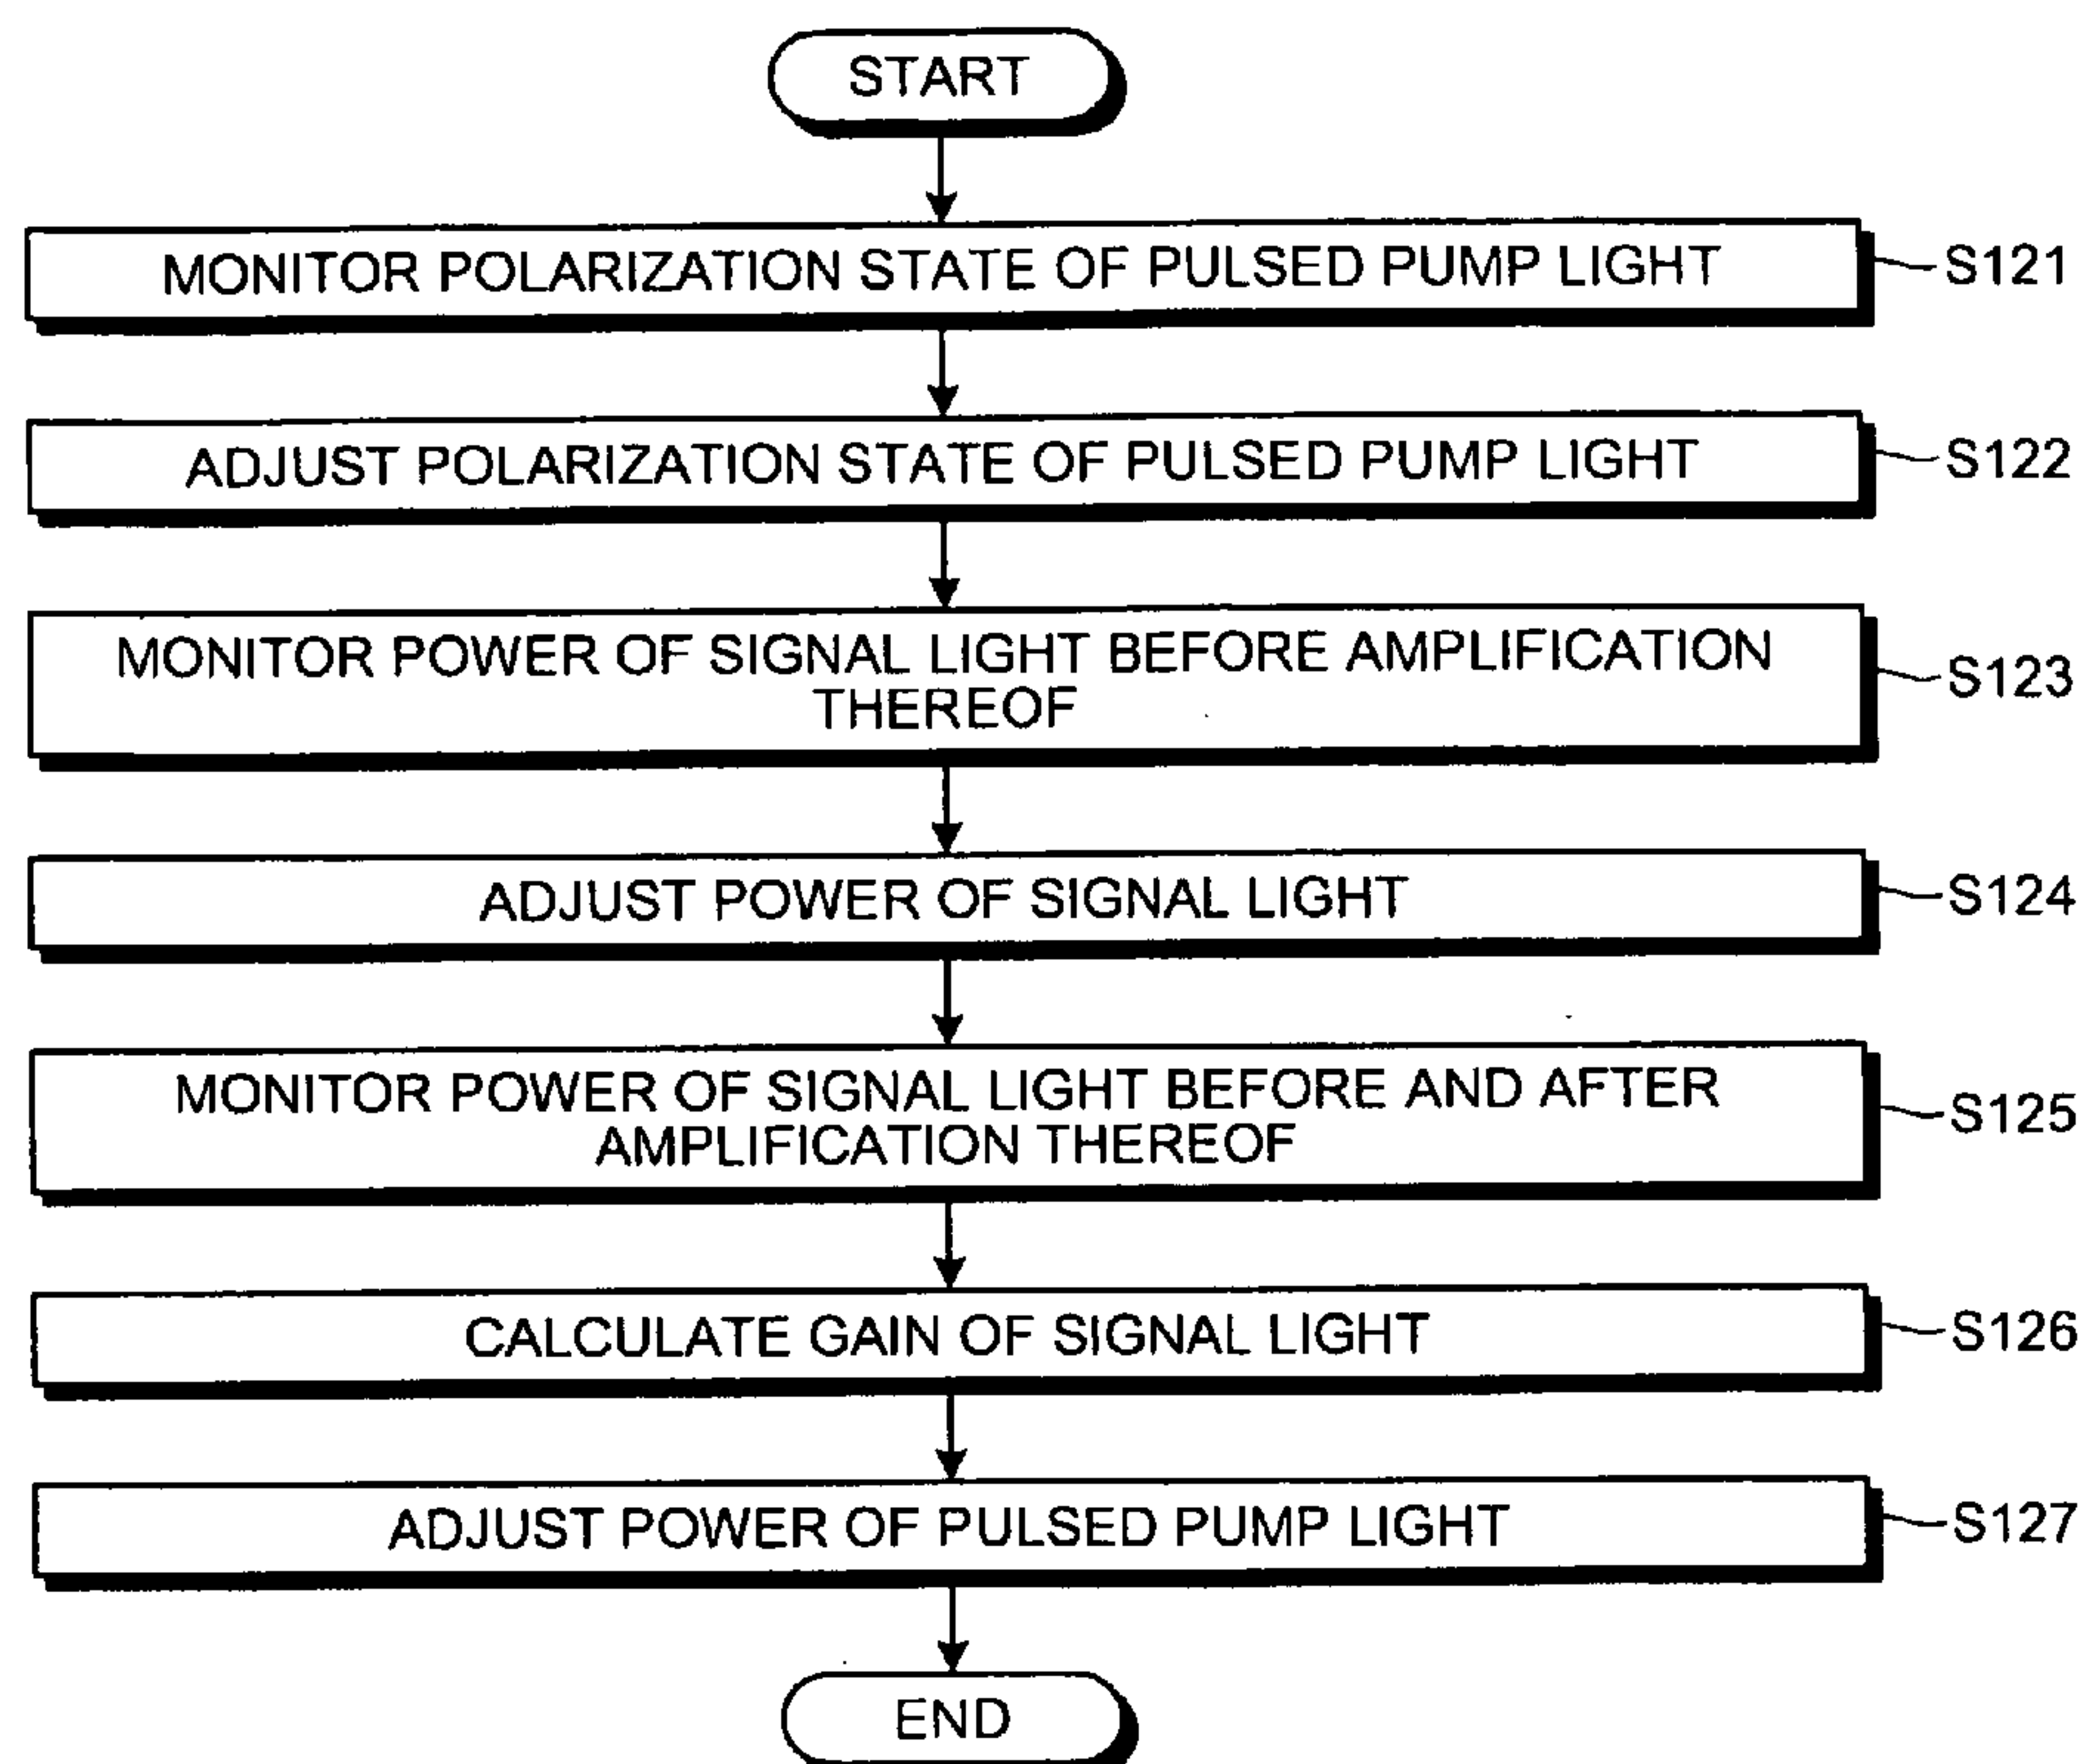 START
MONITOR POLARIZATION STATE OF PULSED PUMP LIGHT
S121
ADJUST POLARIZATION STATE OF PULSED PUMP LIGHT
S122
MONITOR POWER OF SIGNAL LIGHT BEFORE AMPLIFICATION
THEREOF
S123
ADJUST POWER OF SIGNAL LIGHT
S124
MONITOR POWER OF SIGNAL LIGHT BEFORE AND AFTER
AMPLIFICATION THEREOF
S125
CALCULATE GAIN OF SIGNAL LIGHT
S126
ADJUST POWER OF PULSED PUMP LIGHT
S127
END